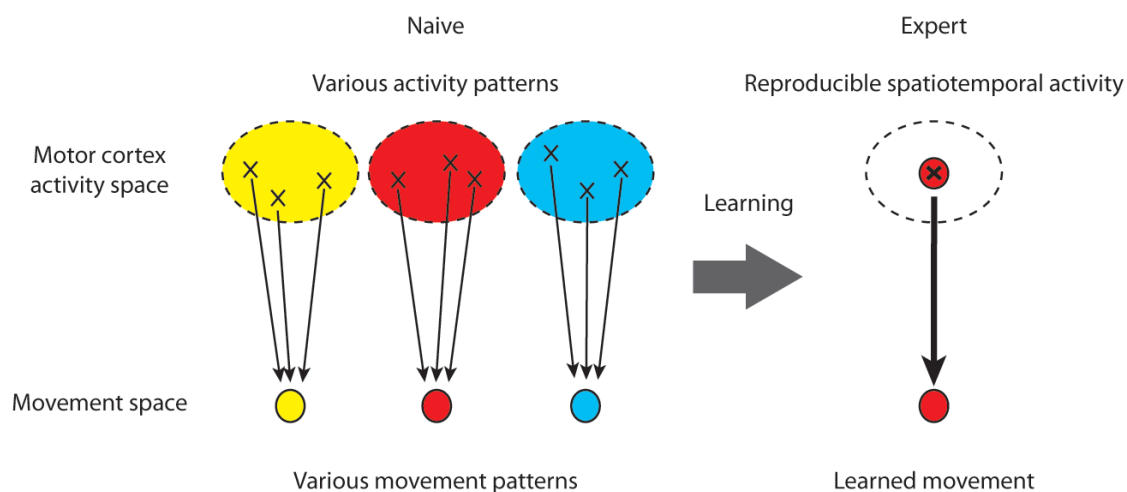 Naive
Expert
Various activity patterns
Reproducible spatiotemporal activity
Motor cortex
activity space
Learning
Movement space
Various movement patterns
Learned movement